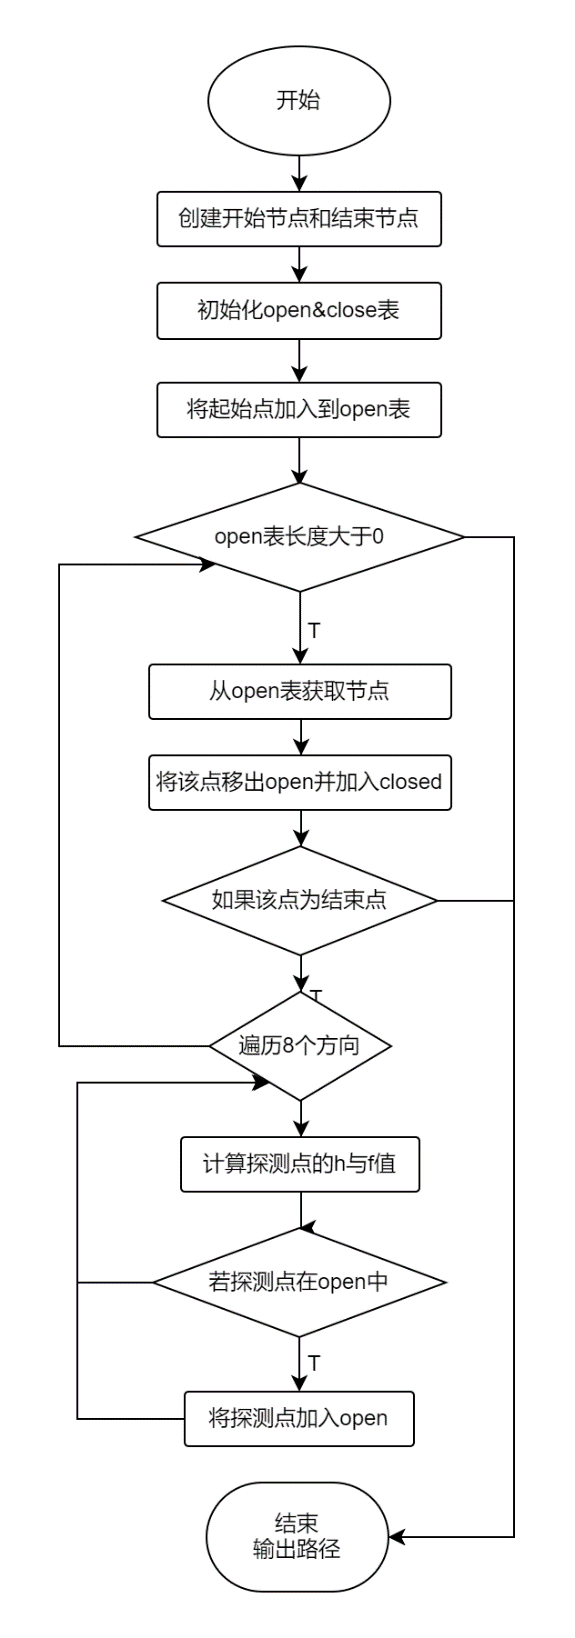 开始
创建开始节点和结束节点
初始化open&close表
将起始点加入到open表
open表长度大于0
T
从open表获取节点
将该点移出open并加入closed
如果该点为结束点
T
遍历8个方向
计算探测点的h与f值
若探测点在open中
T
将探测点加入open
结束
输出路径